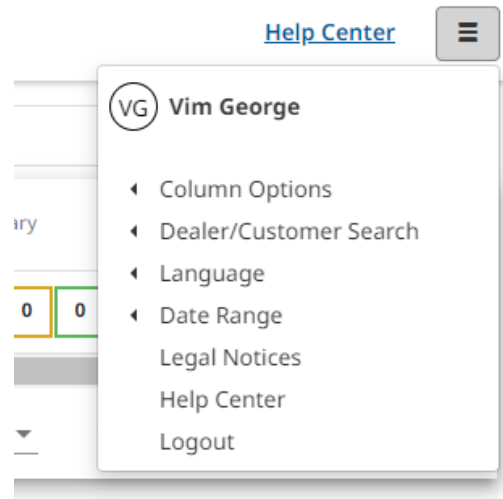 Help Center
VG Vim George
Column Options
Dealer/Customer Search
Language
Date Range
Legal Notices
Help Center
Logout
ary
0 0